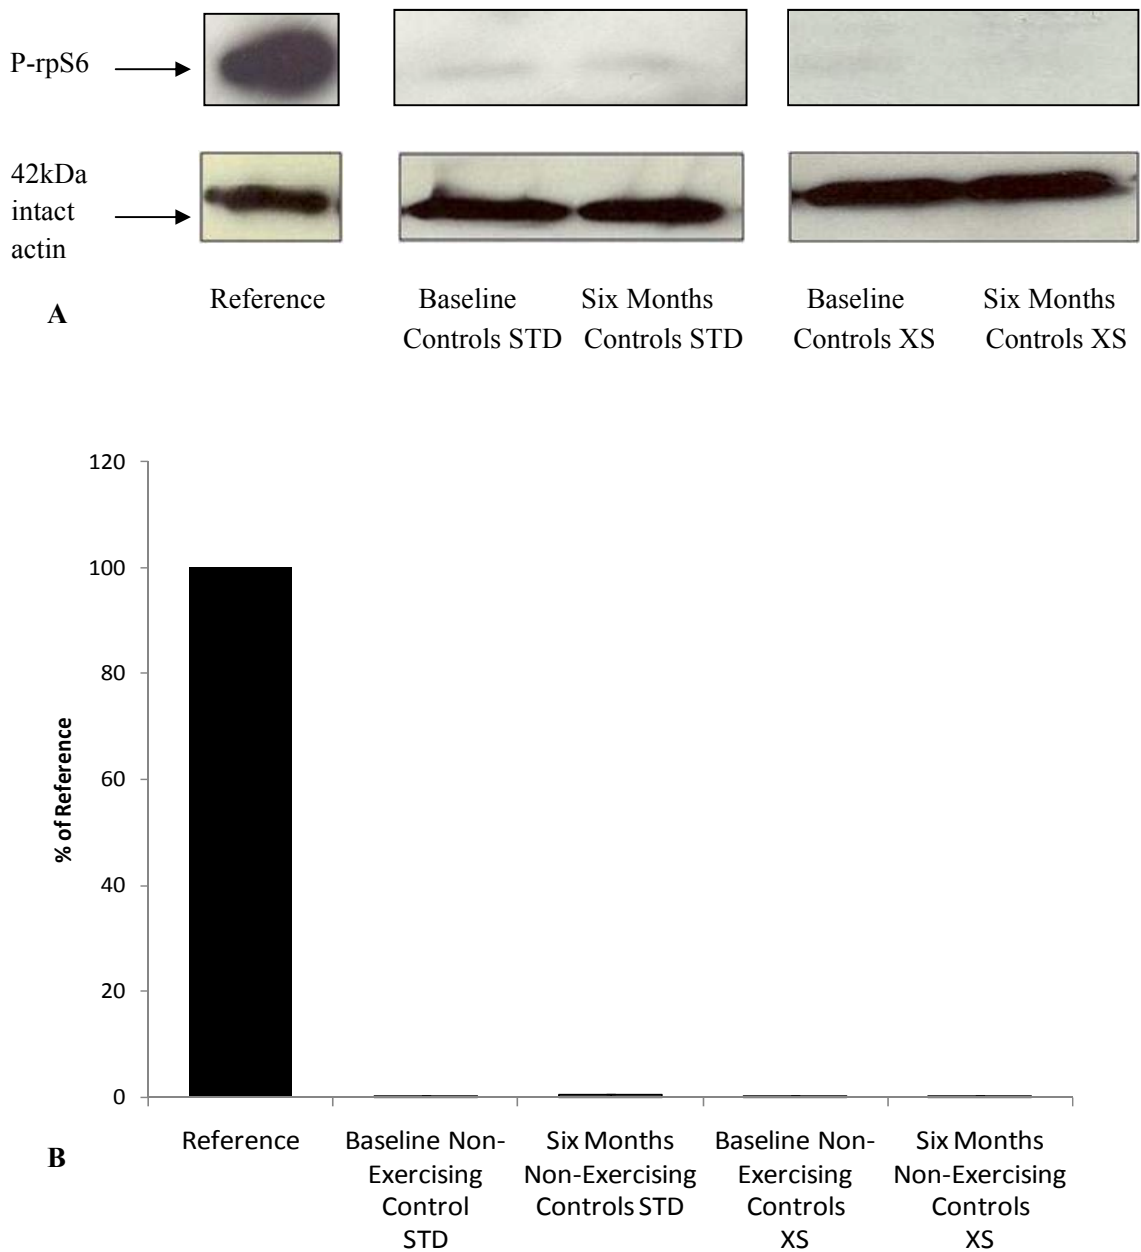 P-rpS6
42kDa
intact
actin
Reference
Baseline
Controls STD
Six Months
Controls STD
Baseline
Controls XS
Six Months
Controls XS
A
120
100
80
60
40
20
0
% of Reference
Reference
Baseline Non-
Exercising
Control
STD
Six Months
Non-Exercising
Controls STD
Baseline Non-
Exercising
Controls
XS
Six Months
Non-Exercising
Controls
XS
B